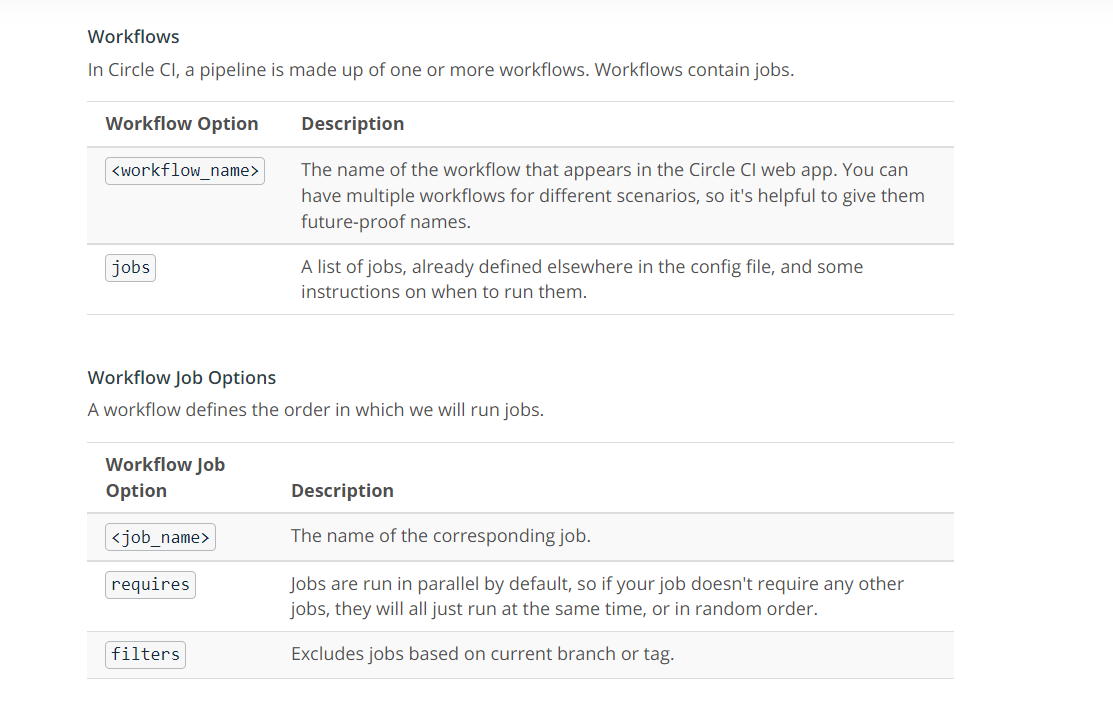 Workflows
In Circle CI, a pipeline is made up of one or more workflows. Workflows contain jobs.
Workflow Option Description
<workflow_name> The name of the workflow that appears in the Circle CI web app. You can
have multiple workflows for different scenarios, so it's helpful to give them
future-proof names.
jobs A list of jobs, already defined elsewhere in the config file, and some
instructions on when to run them.
Workflow Job Options
A workflow defines the order in which we will run jobs.
Workflow Job
Option Description
<job_name> The name of the corresponding job.
requires Jobs are run in parallel by default, so if your job doesn't require any other
jobs, they will all just run at the same time, or in random order.
filters Excludes jobs based on current branch or tag.